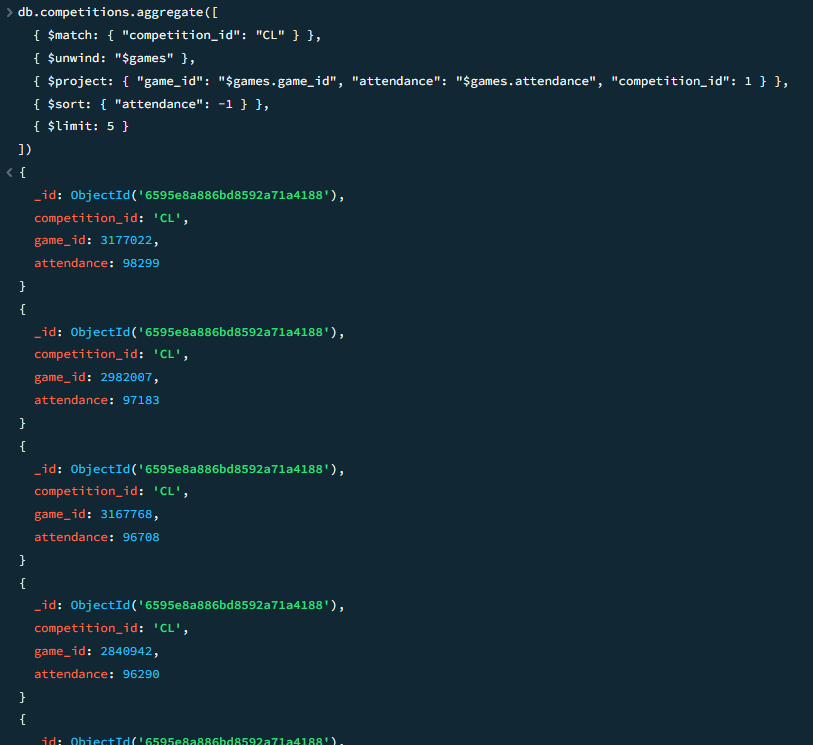 > db.competitions.aggregate([
{ $match: { "competition_id": "CL" } },
{ $unwind: "$games" },
{ $project: { "game_id": "$games.game_id", "attendance": "$games.attendance", "competition_id": 1 } },
{ $sort: { "attendance": -1 } },
{ $limit: 5 }
])
< {
_id: ObjectId('6595e8a886bd8592a71a4188'),
competition_id: 'CL',
game_id: 3177022,
attendance: 98299
}
{
_id: ObjectId('6595e8a886bd8592a71a4188'),
competition_id: 'CL',
game_id: 2982007,
attendance: 97183
}
{
_id: ObjectId('6595e8a886bd8592a71a4188'),
competition_id: 'CL',
game_id: 3167768,
attendance: 96708
}
{
_id: ObjectId('6595e8a886bd8592a71a4188'),
competition_id: 'CL',
game_id: 2840942,
attendance: 96290
}
{
_id: ObjectId('6595e8a886bd8592a71a4188'),